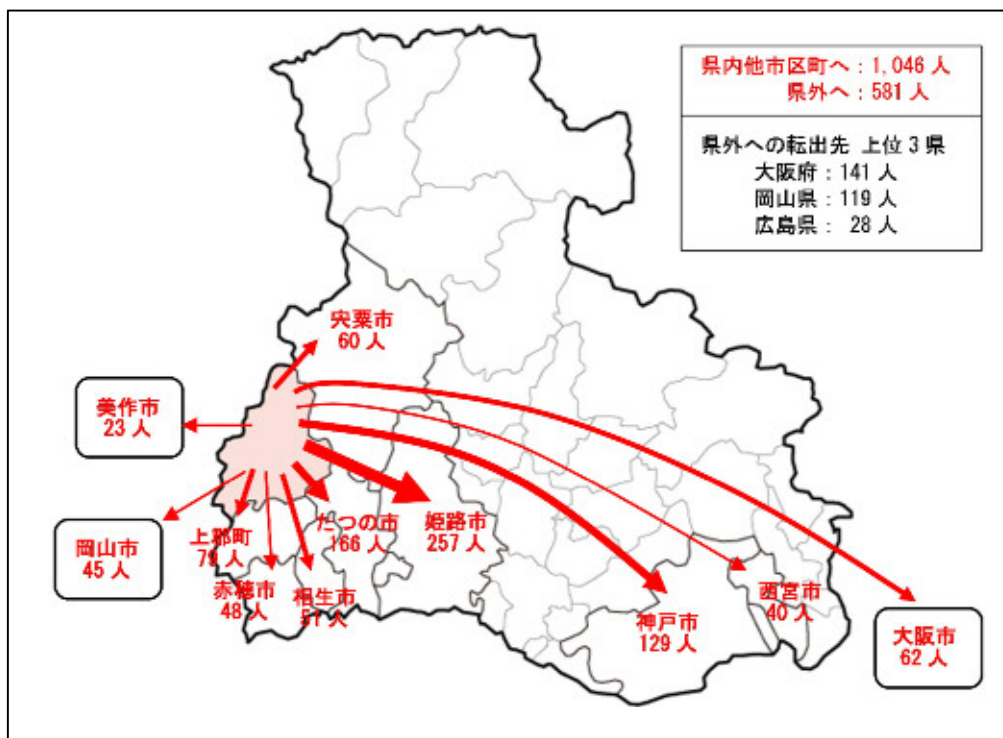 県内他市区町へ：1,046 人
県外へ：581 人
県外への転出先 上位 3 県
大阪府：141 人
岡山県：119 人
広島県： 28 人
宍粟市
60 人
美作市
23 人
岡山市
45 人
上郡町
79 人
赤穂市
48 人
相生市
51 人
たつの市
166 人
姫路市
257 人
神戸市
129 人
西宮市
40 人
大阪市
62 人